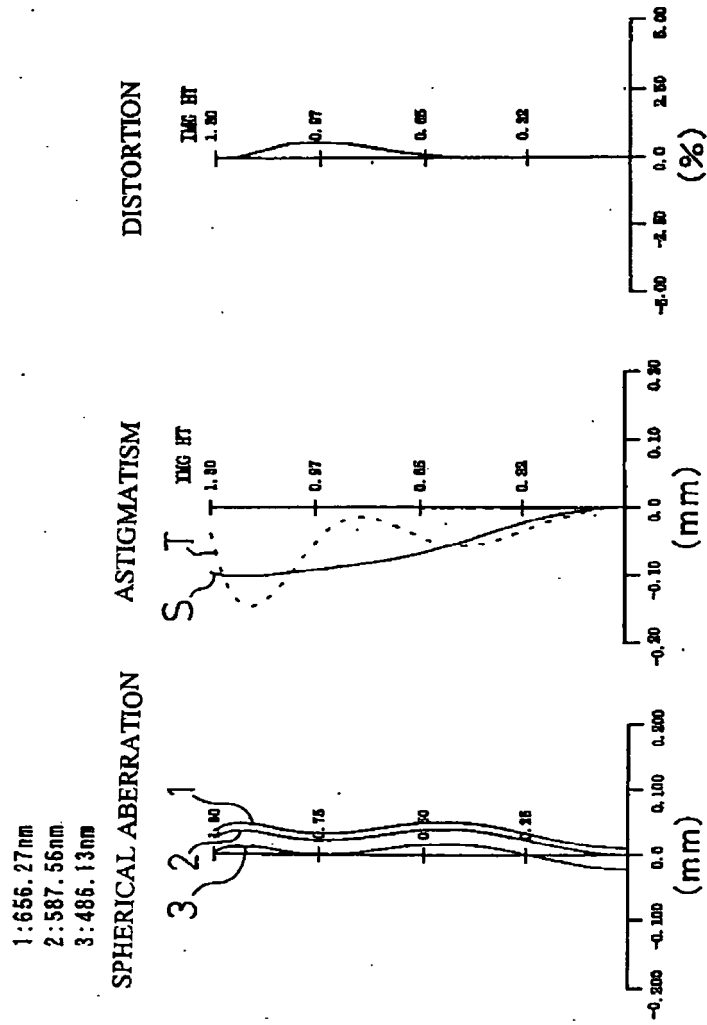 1:656.27nm
2:587.56nm
3:486.13nm
SPHERICAL ABERRATION
3
2
1
1.00
0.75
0.50
0.25
-0.200
-0.100
0.0
0.100
0.200
(mm)
ASTIGMATISM
IMG HT
S
T
1.30
0.97
0.65
0.32
-0.20
-0.10
0.0
0.10
0.20
(mm)
DISTORTION
IMG HT
1.30
0.97
0.65
0.32
-5.00
-2.50
0.0
2.50
5.00
(%)